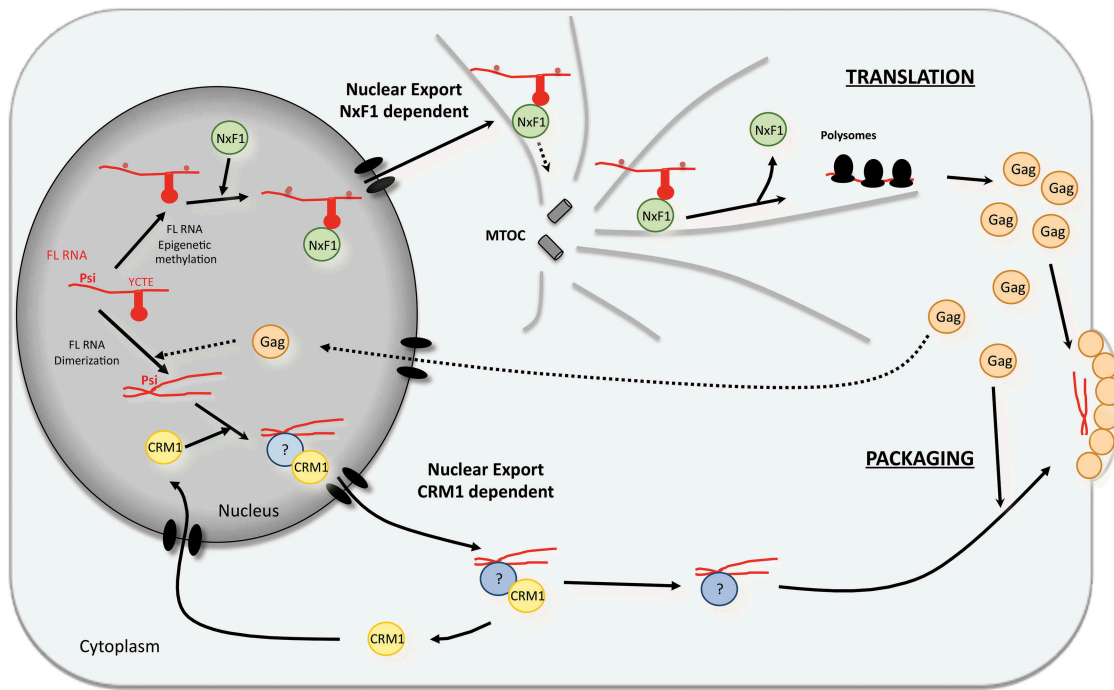 TRANSLATION
Nuclear Export
NxF1 dependent
NxF1
NxF1
NxF1
Polysomes
NxF1
NxF1
Gag
Gag
Gag
Gag
MTOC
FL RNA
Epigenetic
methylation
FL RNA
Psi
YCTE
Gag
Gag
Gag
Gag
FL RNA
Dimerization
Psi
CRM1
?
CRM1
Nuclear Export
CRM1 dependent
PACKAGING
Nucleus
?
CRM1
?
CRM1
Cytoplasm